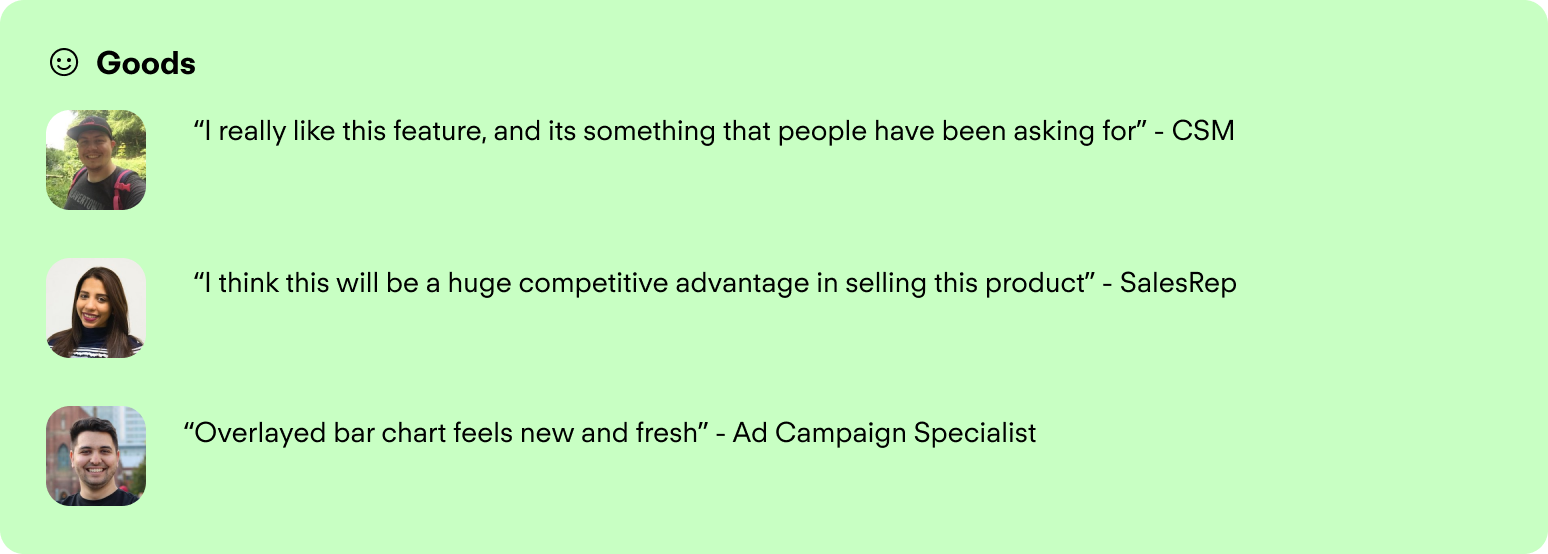 Goods
“I really like this feature, and its something that people have been asking for” - CSM
“I think this will be a huge competitive advantage in selling this product” - SalesRep
“Overlayed bar chart feels new and fresh” - Ad Campaign Specialist